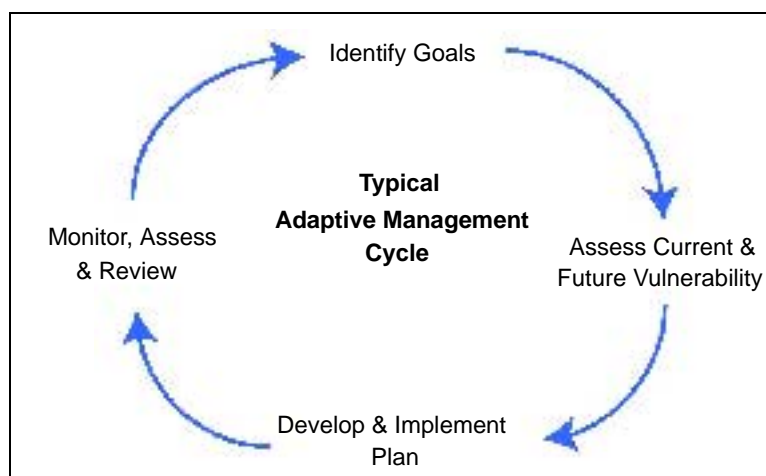 Identify Goals
Typical
Adaptive Management
Cycle
Monitor, Assess
& Review
Assess Current &
Future Vulnerability
Develop & Implement
Plan